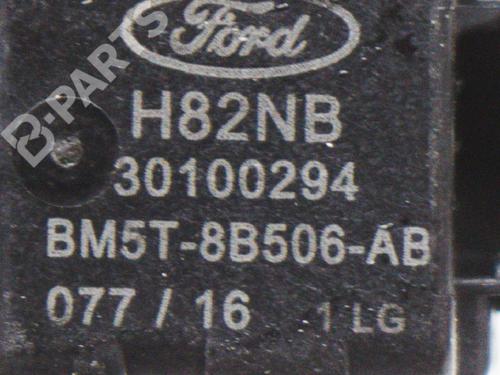 Ford
B-PARTS
H82NB
30100294
BM5T-8B506-AB
077 / 16 1 LG